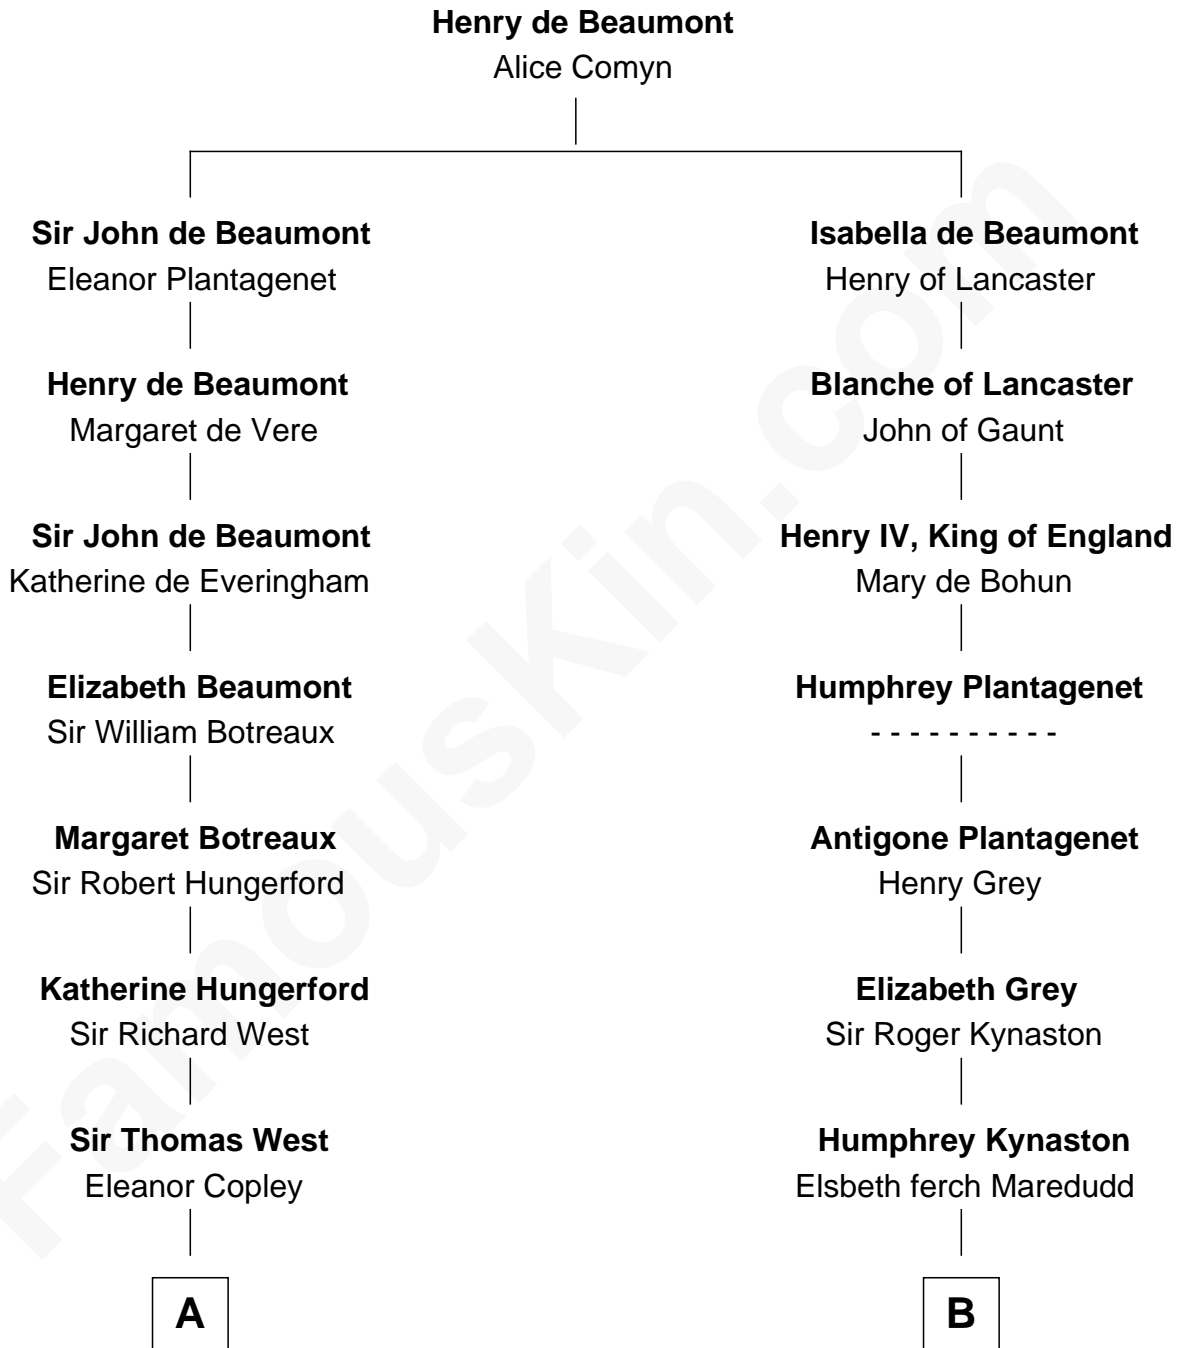 Henry de Beaumont
Alice Comyn
Sir John de Beaumont
Eleanor Plantagenet
Henry de Beaumont
Margaret de Vere
Sir John de Beaumont
Katherine de Everingham
Elizabeth Beaumont
Sir William Botreaux
Margaret Botreaux
Sir Robert Hungerford
Katherine Hungerford
Sir Richard West
Sir Thomas West
Eleanor Copley
A
Isabella de Beaumont
Henry of Lancaster
Blanche of Lancaster
John of Gaunt
Henry IV, King of England
Mary de Bohun
Humphrey Plantagenet
- - - - - - - - - -
Antigone Plantagenet
Henry Grey
Elizabeth Grey
Sir Roger Kynaston
Humphrey Kynaston
Elsbeth ferch Maredudd
B
FamousKin.com